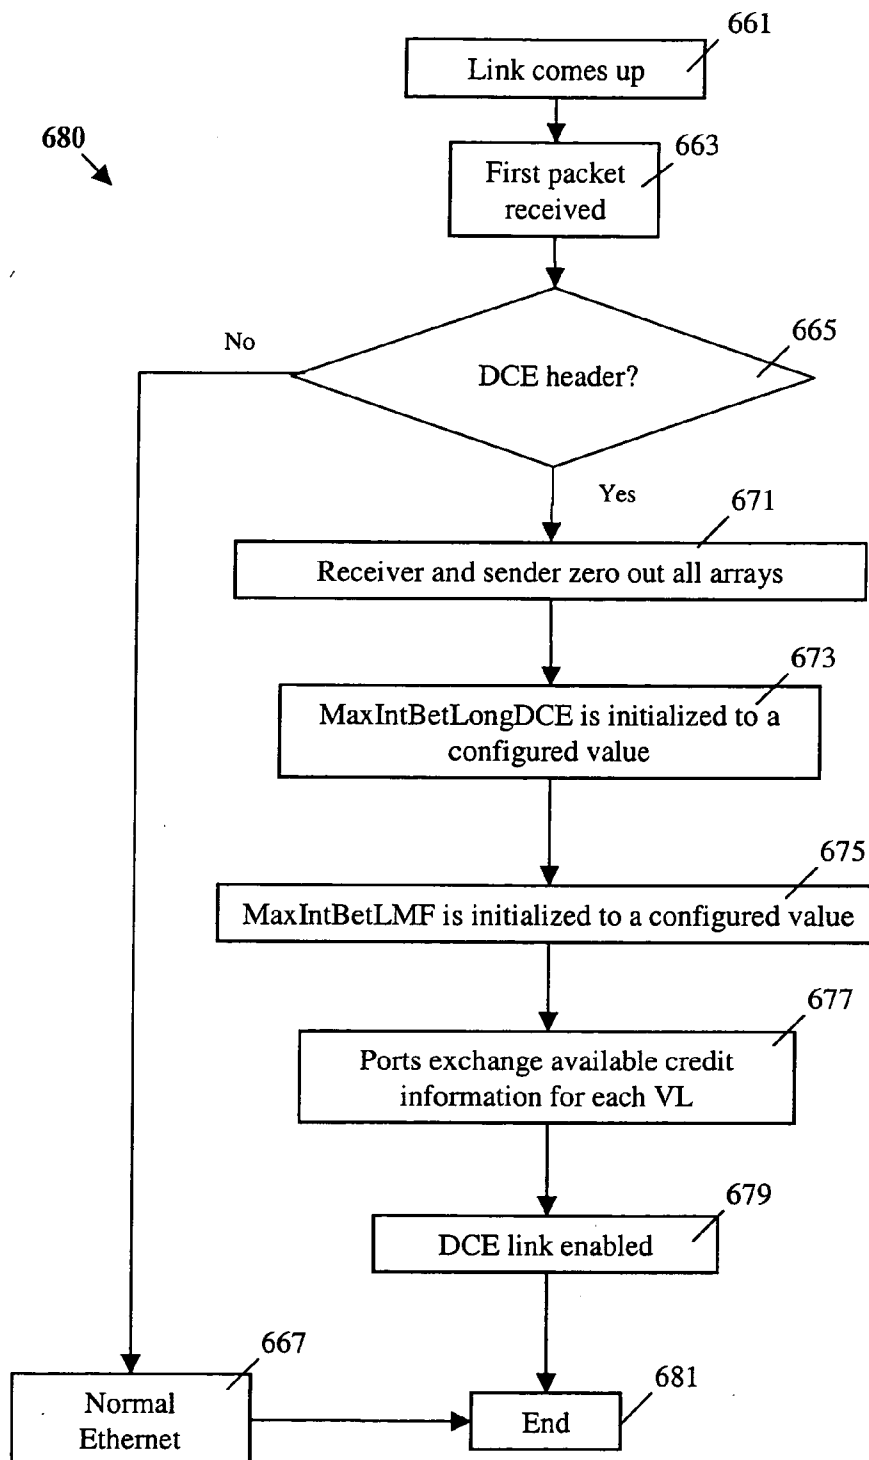 661
Link comes up
680
663
First packet
received
665
No
DCE header?
Yes
671
Receiver and sender zero out all arrays
673
MaxIntBetLongDCE is initialized to a
configured value
675
MaxIntBetLMF is initialized to a configured value
677
Ports exchange available credit
information for each VL
679
DCE link enabled
667
Normal
Ethernet
681
End